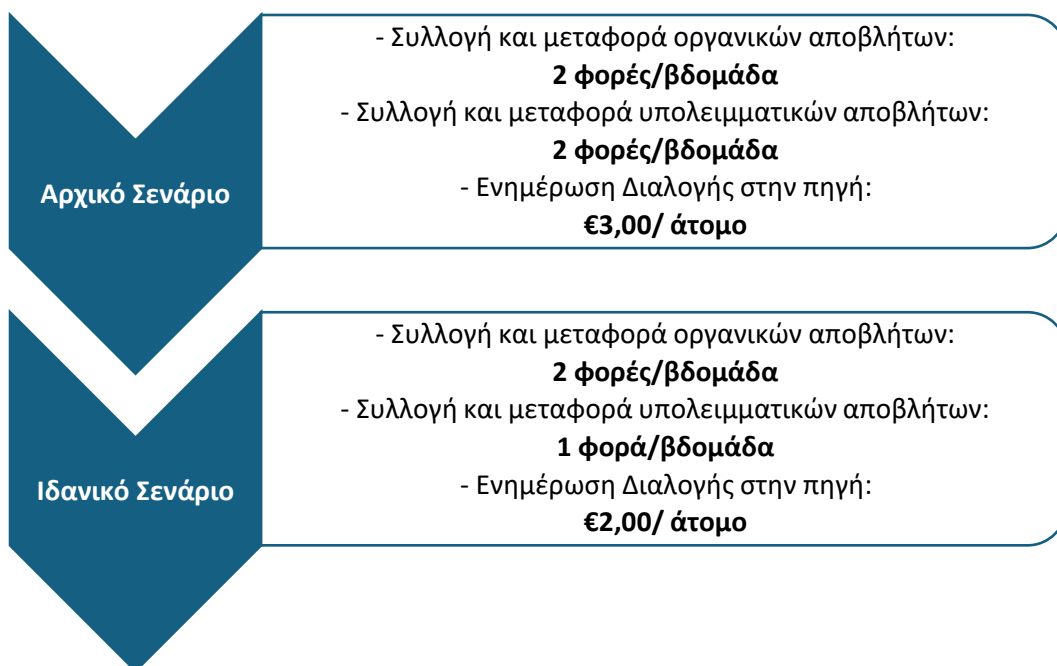 Αρχικό Σενάριο
- Συλλογή και μεταφορά οργανικών αποβλήτων:
2 φορές/βδομάδα
- Συλλογή και μεταφορά υπολειμματικών αποβλήτων:
2 φορές/βδομάδα
- Ενημέρωση Διαλογής στην πηγή:
€3,00/ άτομο
Ιδανικό Σενάριο
- Συλλογή και μεταφορά οργανικών αποβλήτων:
2 φορές/βδομάδα
- Συλλογή και μεταφορά υπολειμματικών αποβλήτων:
1 φορά/βδομάδα
- Ενημέρωση Διαλογής στην πηγή:
€2,00/ άτομο